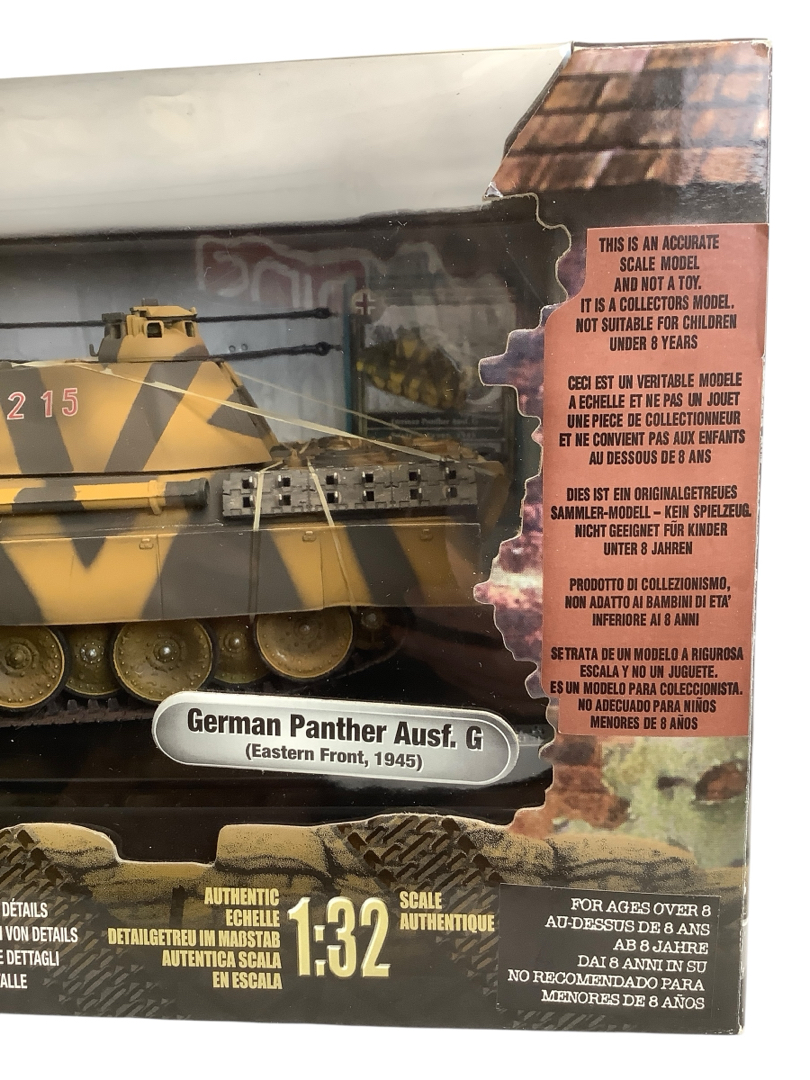 215
THIS IS AN ACCURATE
SCALE MODEL
AND NOT A TOY.
IT IS A COLLECTORS MODEL.
NOT SUITABLE FOR CHILDREN
UNDER 8 YEARS
CECI EST UN VERITABLE MODELE
A ECHELLE ET NE PAS UN JOUET
UNE PIECE DE COLLECTIONNEUR
ET NE CONVIENT PAS AUX ENFANTS
AU DESSOUS DE 8 ANS
DIES IST EIN ORIGINALGETREUES
SAMMLER-MODELL – KEIN SPIELZEUG.
NICHT GEEIGNET FÜR KINDER
UNTER 8 JAHREN
PRODOTTO DI COLLEZIONISMO,
NON ADATTO AI BAMBINI DI ETA'
INFERIORE AI 8 ANNI
SE TRATA DE UN MODELO A RIGUROSA
ESCALA Y NO UN JUGUETE.
ES UN MODELO PARA COLECCIONISTA.
NO ADECUADO PARA NIÑOS
MENORES DE 8 AÑOS
German Panther Ausf. G
German Panther Ausf. G
(Eastern Front, 1945)
DÉTAILS
VON DETAILS
DETTAGLI
ALLE
AUTHENTIC
ECHELLE
DETAILGETREU IM MAßSTAB
AUTENTICA SCALA
EN ESCALA
1:32
SCALE
AUTHENTIQUE
FOR AGES OVER 8
AU-DESSUS DE 8 ANS
AB 8 JAHRE
DAI 8 ANNI IN SU
NO RECOMENDADO PARA
MENORES DE 8 AÑOS